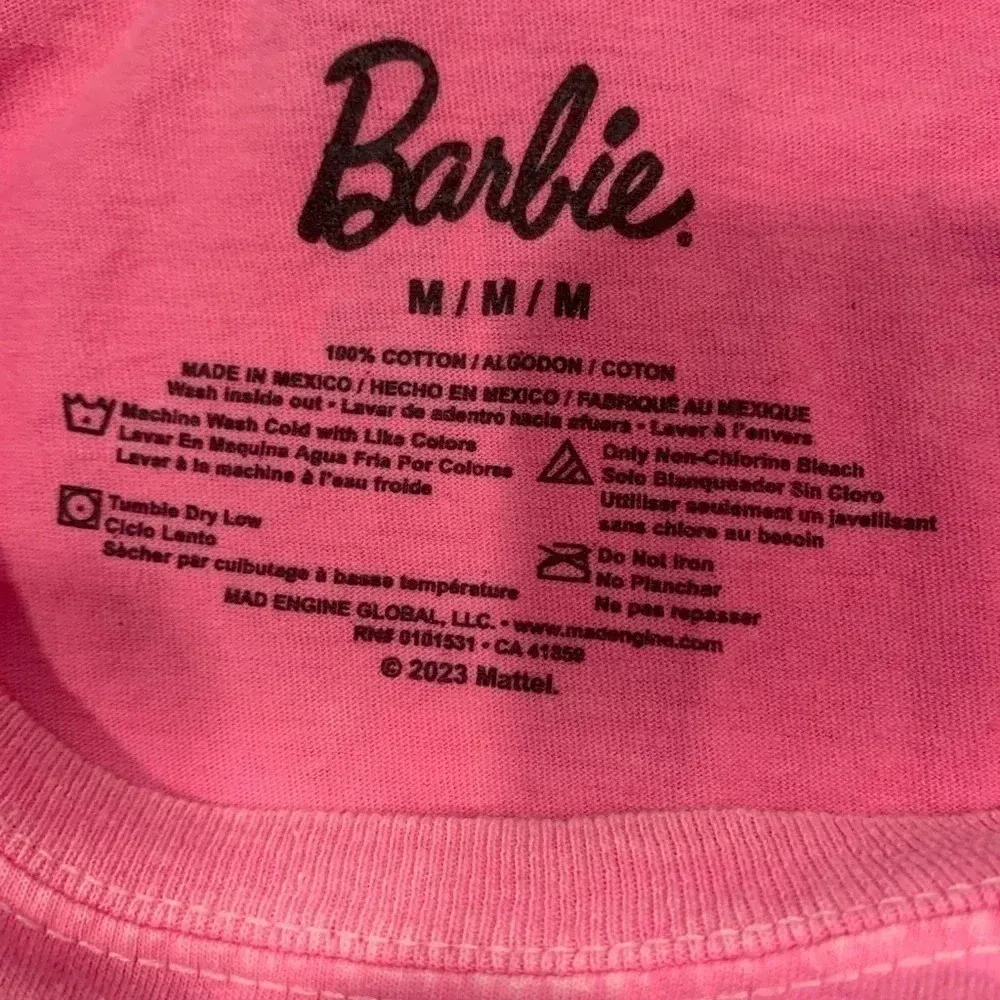 Barbie.
M / M / M
100% COTTON / ALGODON / COTON
MADE IN MEXICO / HECHO EN MEXICO / FABRIQUÉ AU MEXIQUE
Wash inside out • Lavar de adentro hacia afuera • Laver à l'envers
Machine Wash Cold with Like Colors
Lavar En Maquina Agua Fria Por Colores
Laver à la machine à l'eau froide
Only Non-Chlorine Bleach
Solo Blanqueador Sin Cloro
Utiliser seulement un javellisant
sans chlore au besoin
Tumble Dry Low
Ciclo Lento
Sècher par culbutage à basse température
Do Not Iron
No Planchar
Ne pas repasser
MAD ENGINE GLOBAL, LLC. • www.madengine.com
RN# 0101531 • CA 41859
© 2023 Mattel.